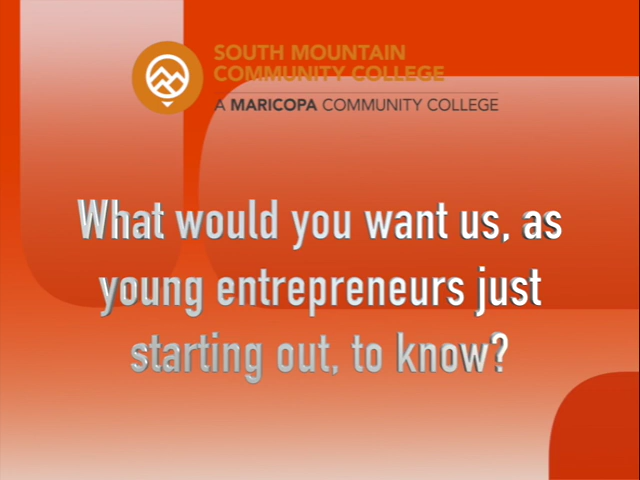 SOUTH MOUNTAIN
COMMUNITY COLLEGE
A MARICOPA COMMUNITY COLLEGE
What would you want us, as
young entrepreneurs just
starting out, to know?